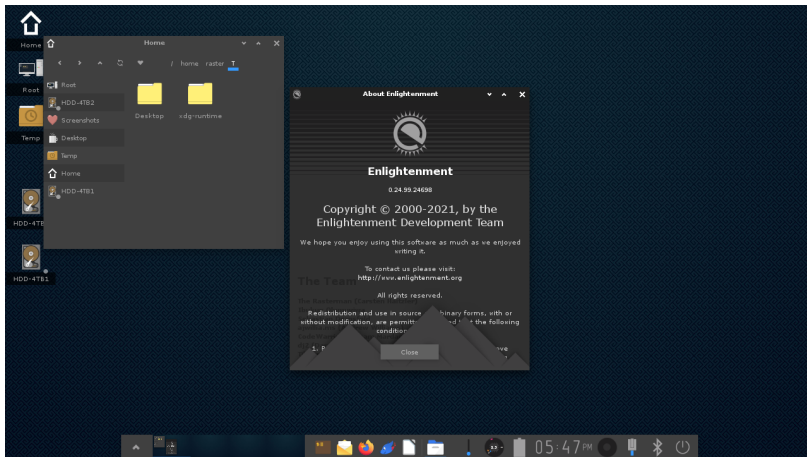 Home
Root
Temp
HDD-4TB1
Home
/ home raster T
Root
HDD-4TB2
Screenshots
Desktop
Temp
Home
HDD-4TB1
Desktop
xdg-runtime
About Enlightenment
Enlightenment
0.24.99.24698
Copyright © 2000-2021, by the
Enlightenment Development Team
We hope you enjoy using this software as much as we enjoyed
writing it.
To contact us please visit:
http://www.enlightenment.org
The Team
All rights reserved.
Redistribution and use in source binary forms, with or
without modification, are the following
1.
Close
05:47 PM